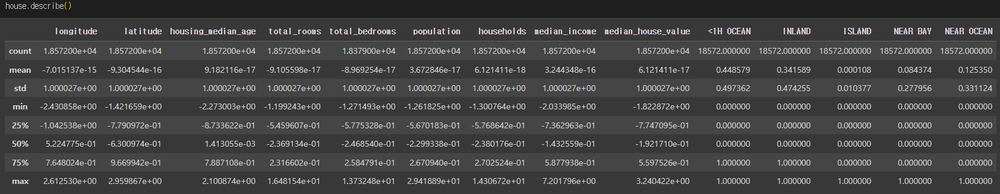 house.describe()
longitude latitude housing_median_age total_rooms total_bedrooms population households median_income median_house_value <1H OCEAN INLAND ISLAND NEAR BAY NEAR OCEAN
count 1.857200e+04 1.857200e+04 1.857200e+04 1.857200e+04 1.837900e+04 1.857200e+04 1.857200e+04 1.857200e+04 1.857200e+04 18572.000000 18572.000000 18572.000000 18572.000000 18572.000000
mean -7.015137e-15 -9.304544e-16 9.182116e-17 -9.105598e-17 -8.969254e-17 3.672846e-17 6.121411e-18 3.244348e-16 6.121411e-17 0.448579 0.341589 0.000108 0.084374 0.125350
std 1.000027e+00 1.000027e+00 1.000027e+00 1.000027e+00 1.000027e+00 1.000027e+00 1.000027e+00 1.000027e+00 1.000027e+00 0.497362 0.474255 0.010377 0.277956 0.331124
min -2.430858e+00 -1.421659e+00 -2.273003e+00 -1.199243e+00 -1.271493e+00 -1.261825e+00 -1.300764e+00 -2.033985e+00 -1.822872e+00 0.000000 0.000000 0.000000 0.000000 0.000000
25% -1.042538e+00 -7.790972e-01 -8.733622e-01 -5.459607e-01 -5.775328e-01 -5.670183e-01 -5.768642e-01 -7.362963e-01 -7.747095e-01 0.000000 0.000000 0.000000 0.000000 0.000000
50% 5.224775e-01 -6.300974e-01 1.413055e-03 -2.369134e-01 -2.468540e-01 -2.299338e-01 -2.380176e-01 -1.432559e-01 -1.921710e-01 0.000000 0.000000 0.000000 0.000000 0.000000
75% 7.648024e-01 9.669942e-01 7.887108e-01 2.316602e-01 2.584791e-01 2.670940e-01 2.702524e-01 5.877938e-01 5.597526e-01 1.000000 1.000000 0.000000 0.000000 0.000000
max 2.612530e+00 2.959867e+00 2.100874e+00 1.648154e+01 1.373248e+01 2.941889e+01 1.430672e+01 7.201796e+00 3.240422e+00 1.000000 1.000000 1.000000 1.000000 1.000000